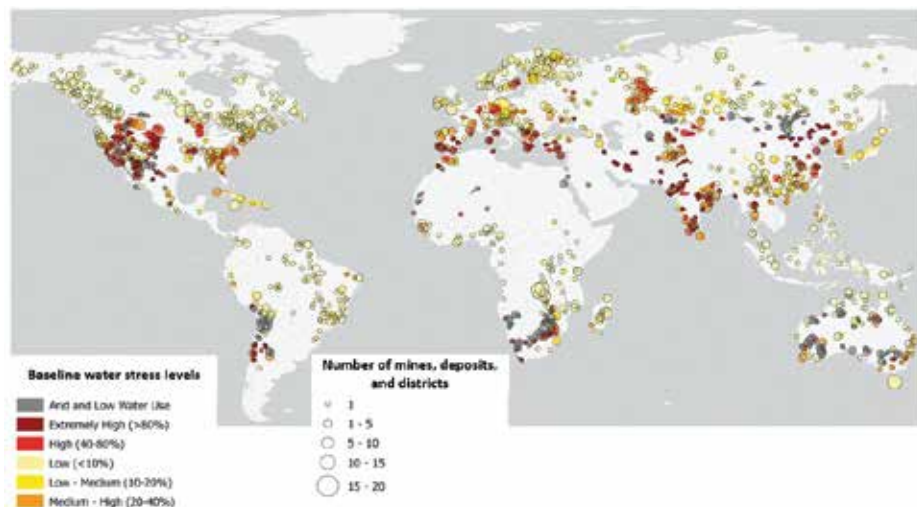 Baseline water stress levels
Arid and Low Water Use
Extremely High (>80%)
High (40-80%)
Low (<10%)
Low - Medium (10-20%)
Medium - High (20-40%)
Number of mines, deposits,
and districts
1
1 - 5
5 - 10
10 - 15
15 - 20